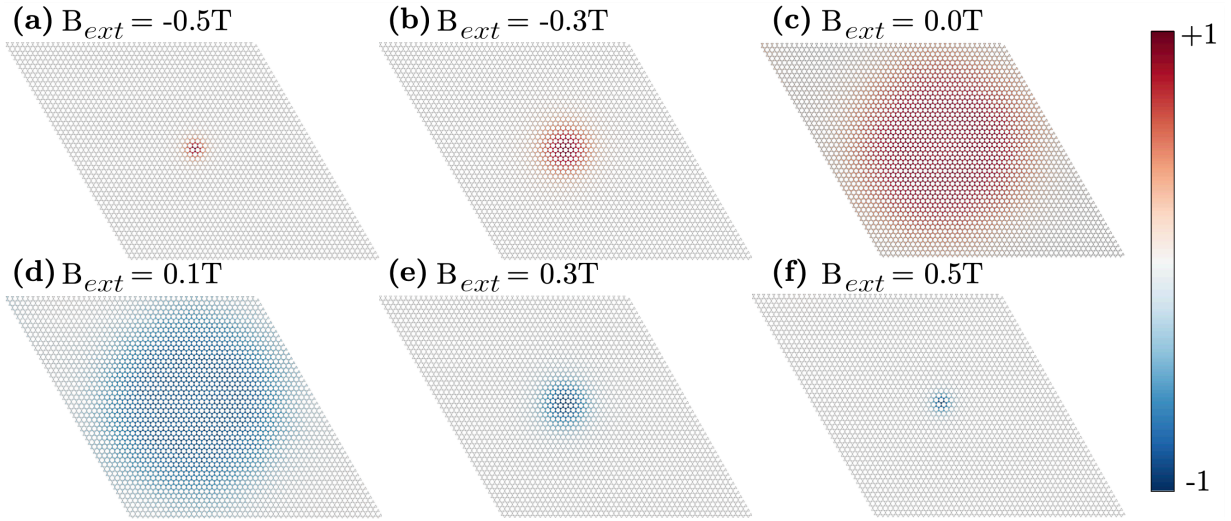 (a) B_ext = -0.5T
(b) B_ext = -0.3T
(c) B_ext = 0.0T
+1
(d) B_ext = 0.1T
(e) B_ext = 0.3T
(f) B_ext = 0.5T
-1